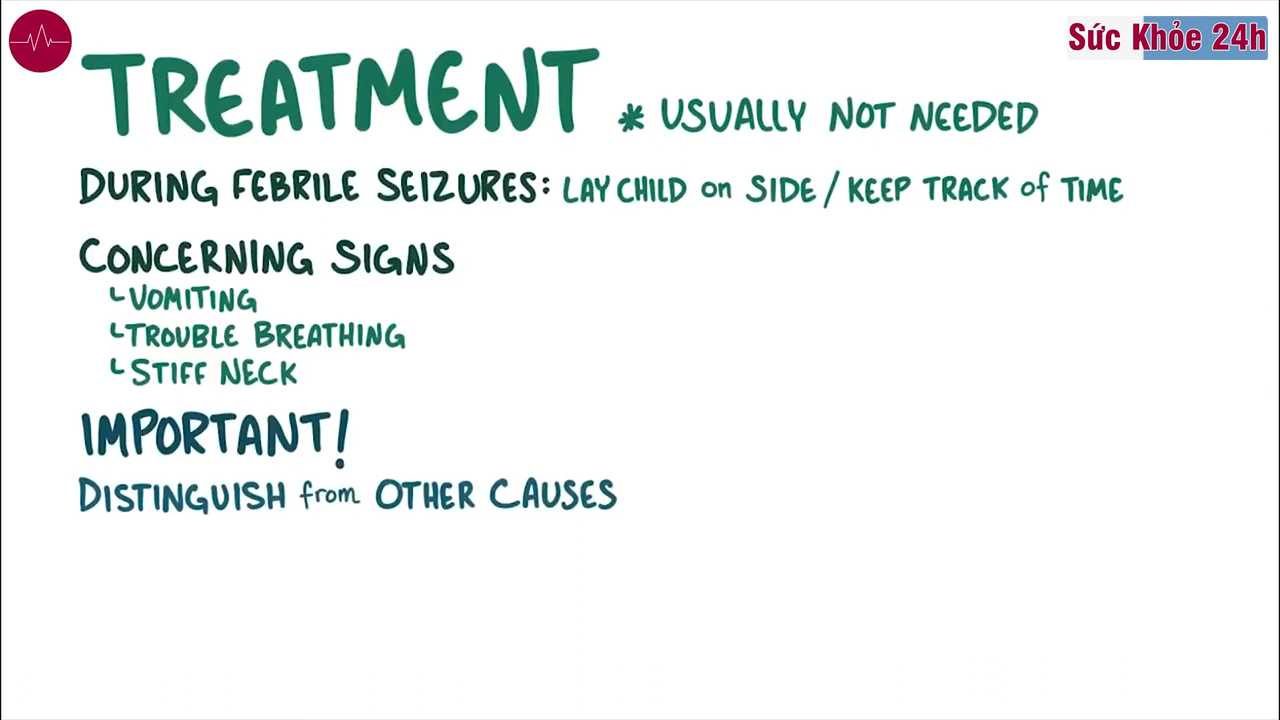 Sức Khỏe 24h
TREATMENT * USUALLY NOT NEEDED
DURING FEBRILE SEIZURES: LAY CHILD on SIDE / KEEP TRACK of TIME
CONCERNING SIGNS
VOMITING
TROUBLE BREATHING
STIFF NECK
IMPORTANT!
DISTINGUISH from OTHER CAUSES